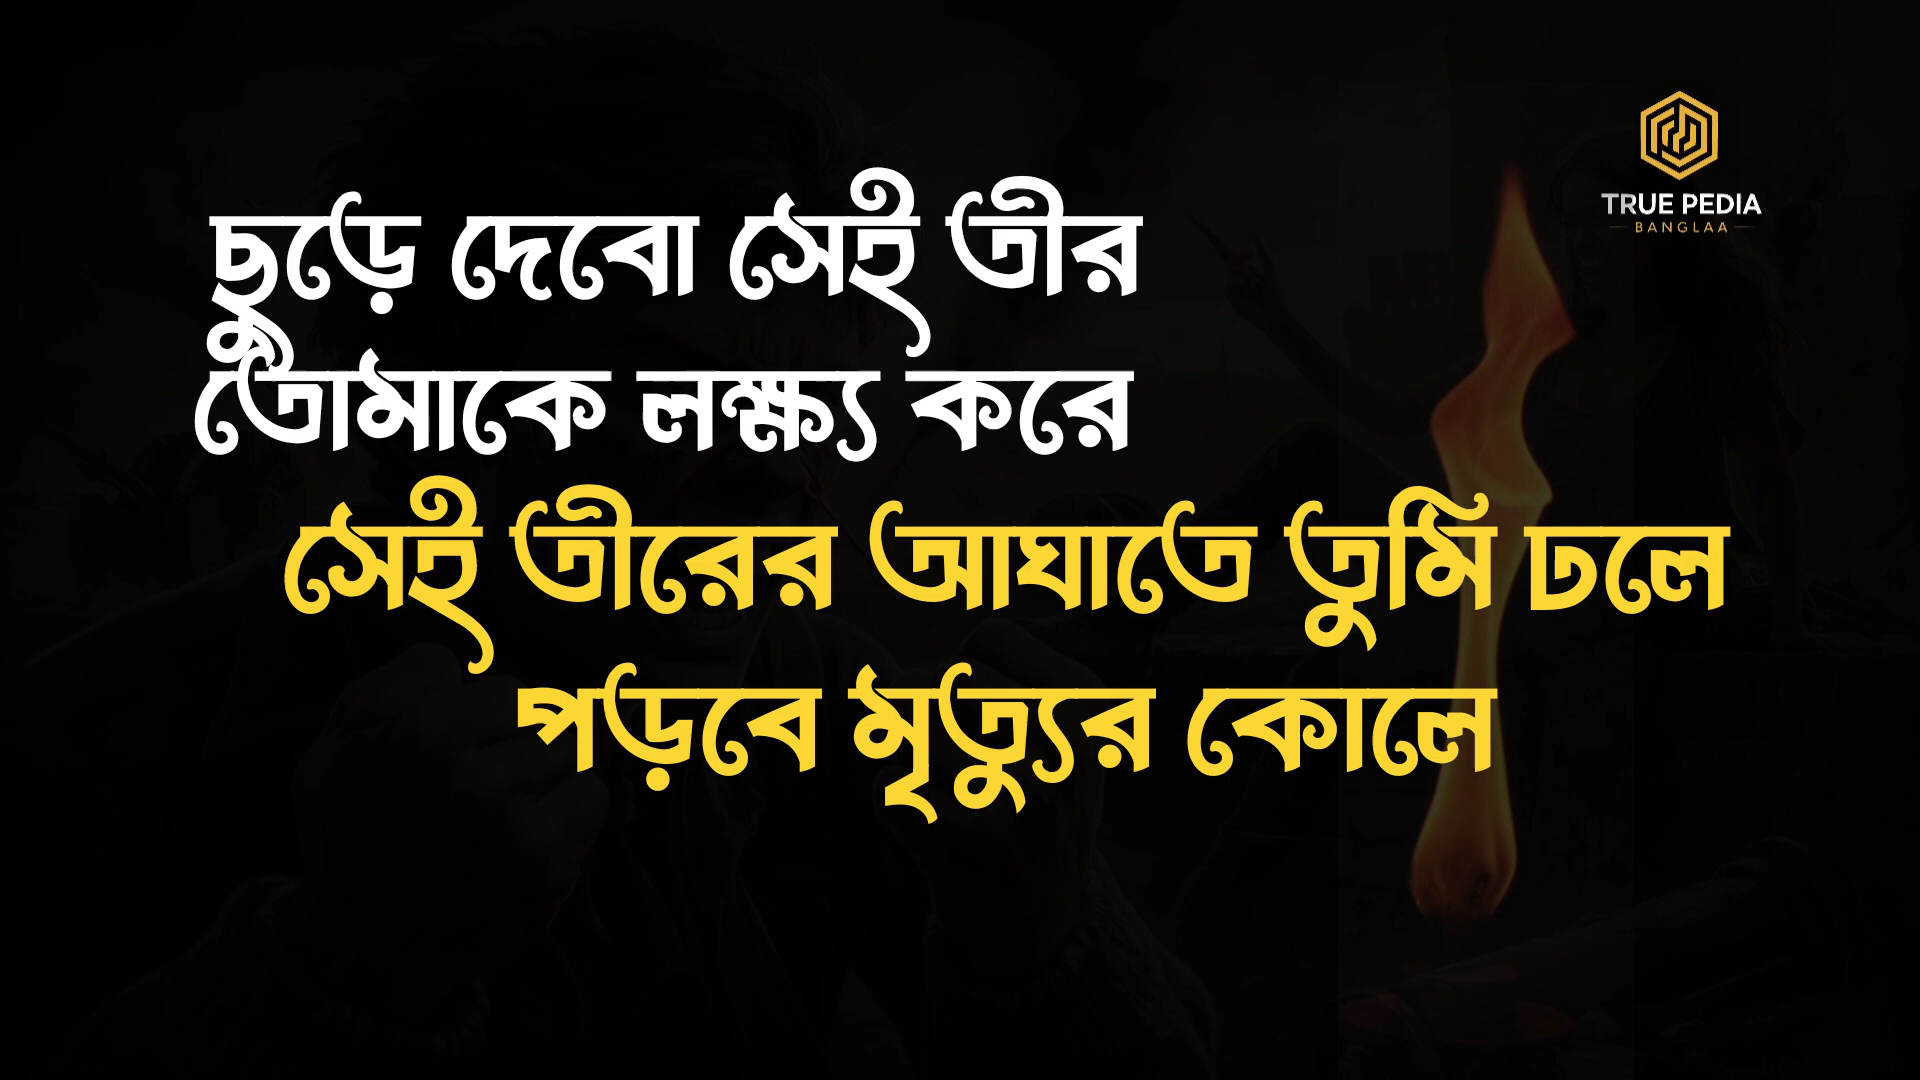 TRUE PEDIA
BANGLAA
ছুড়ে দেবো সেই তীর
তোমাকে লক্ষ্য করে
সেই তীরের আঘাতে তুমি ঢলে
পড়বে মৃত্যুর কোলে